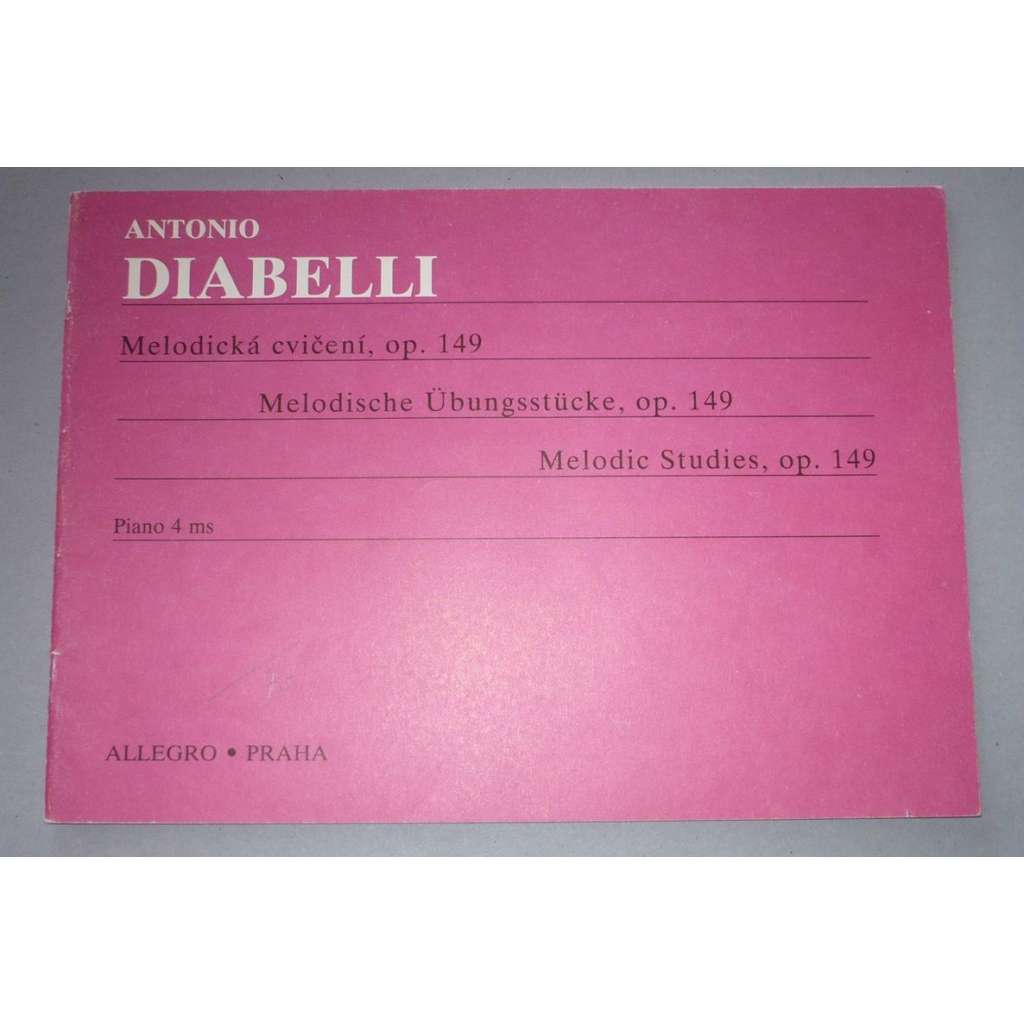 ANTONIO
DIABELLI
Melodická cvičení, op. 149
Melodische Übungsstücke, op. 149
Melodic Studies, op. 149
Piano 4 ms
ALLEGRO • PRAHA